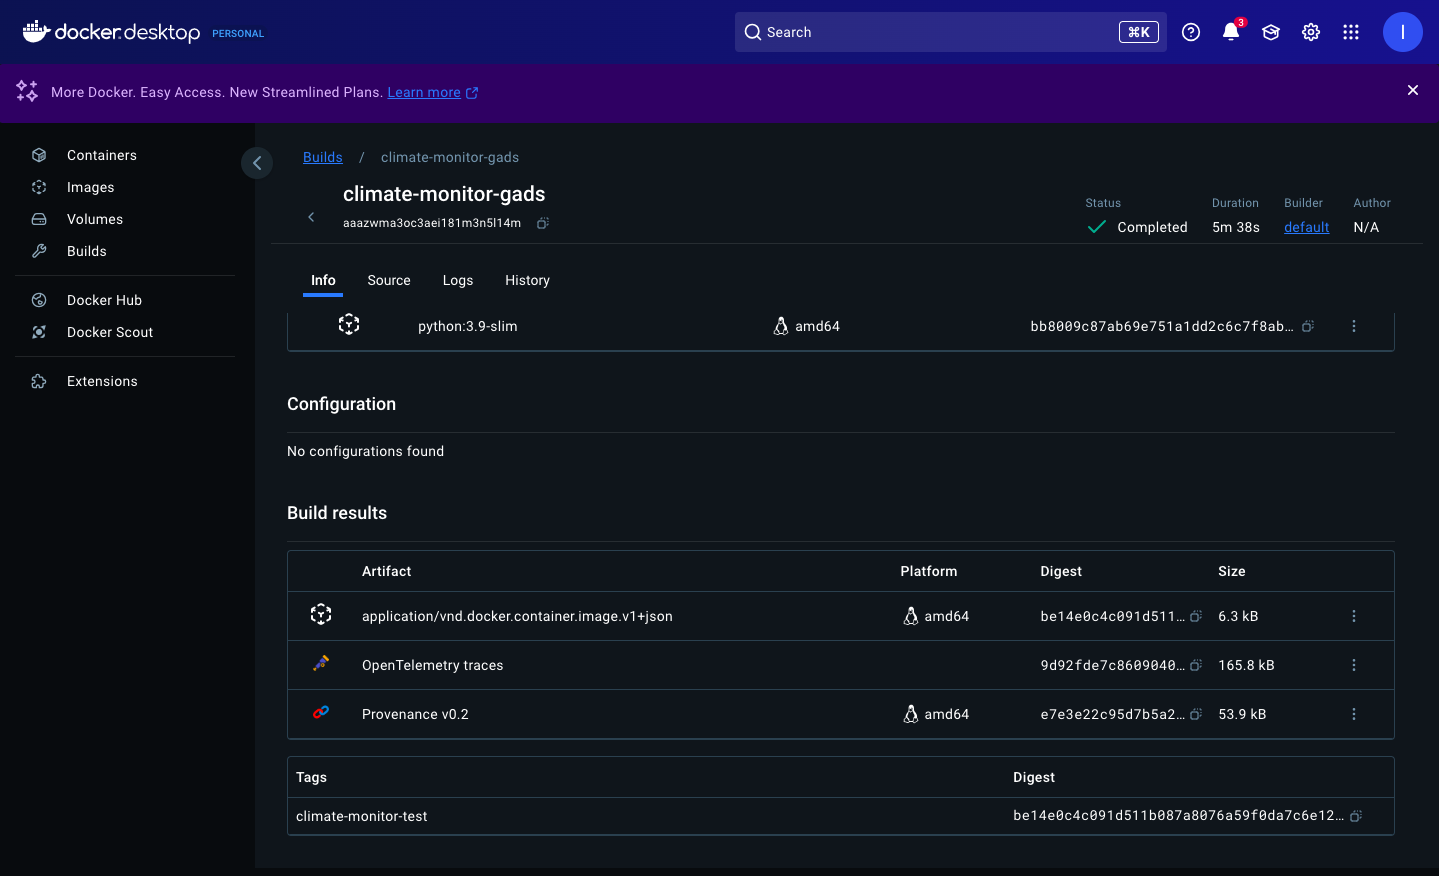 docker.desktop PERSONAL
Search ⌘K
3
I
More Docker. Easy Access. New Streamlined Plans. Learn more
Containers
Images
Volumes
Builds
Docker Hub
Docker Scout
Extensions
Builds / climate-monitor-gads
climate-monitor-gads
aaazwma3oc3aei181m3n5l14m
Status Duration Builder Author
Completed 5m 38s default N/A
Info Source Logs History
python:3.9-slim amd64 bb8009c87ab69e751a1dd2c6c7f8ab…
Configuration
No configurations found
Build results
Artifact Platform Digest Size
application/vnd.docker.container.image.v1+json amd64 be14e0c4c091d511… 6.3 kB
OpenTelemetry traces 9d92fde7c8609040… 165.8 kB
Provenance v0.2 amd64 e7e3e22c95d7b5a2… 53.9 kB
Tags Digest
climate-monitor-test be14e0c4c091d511b087a8076a59f0da7c6e12…